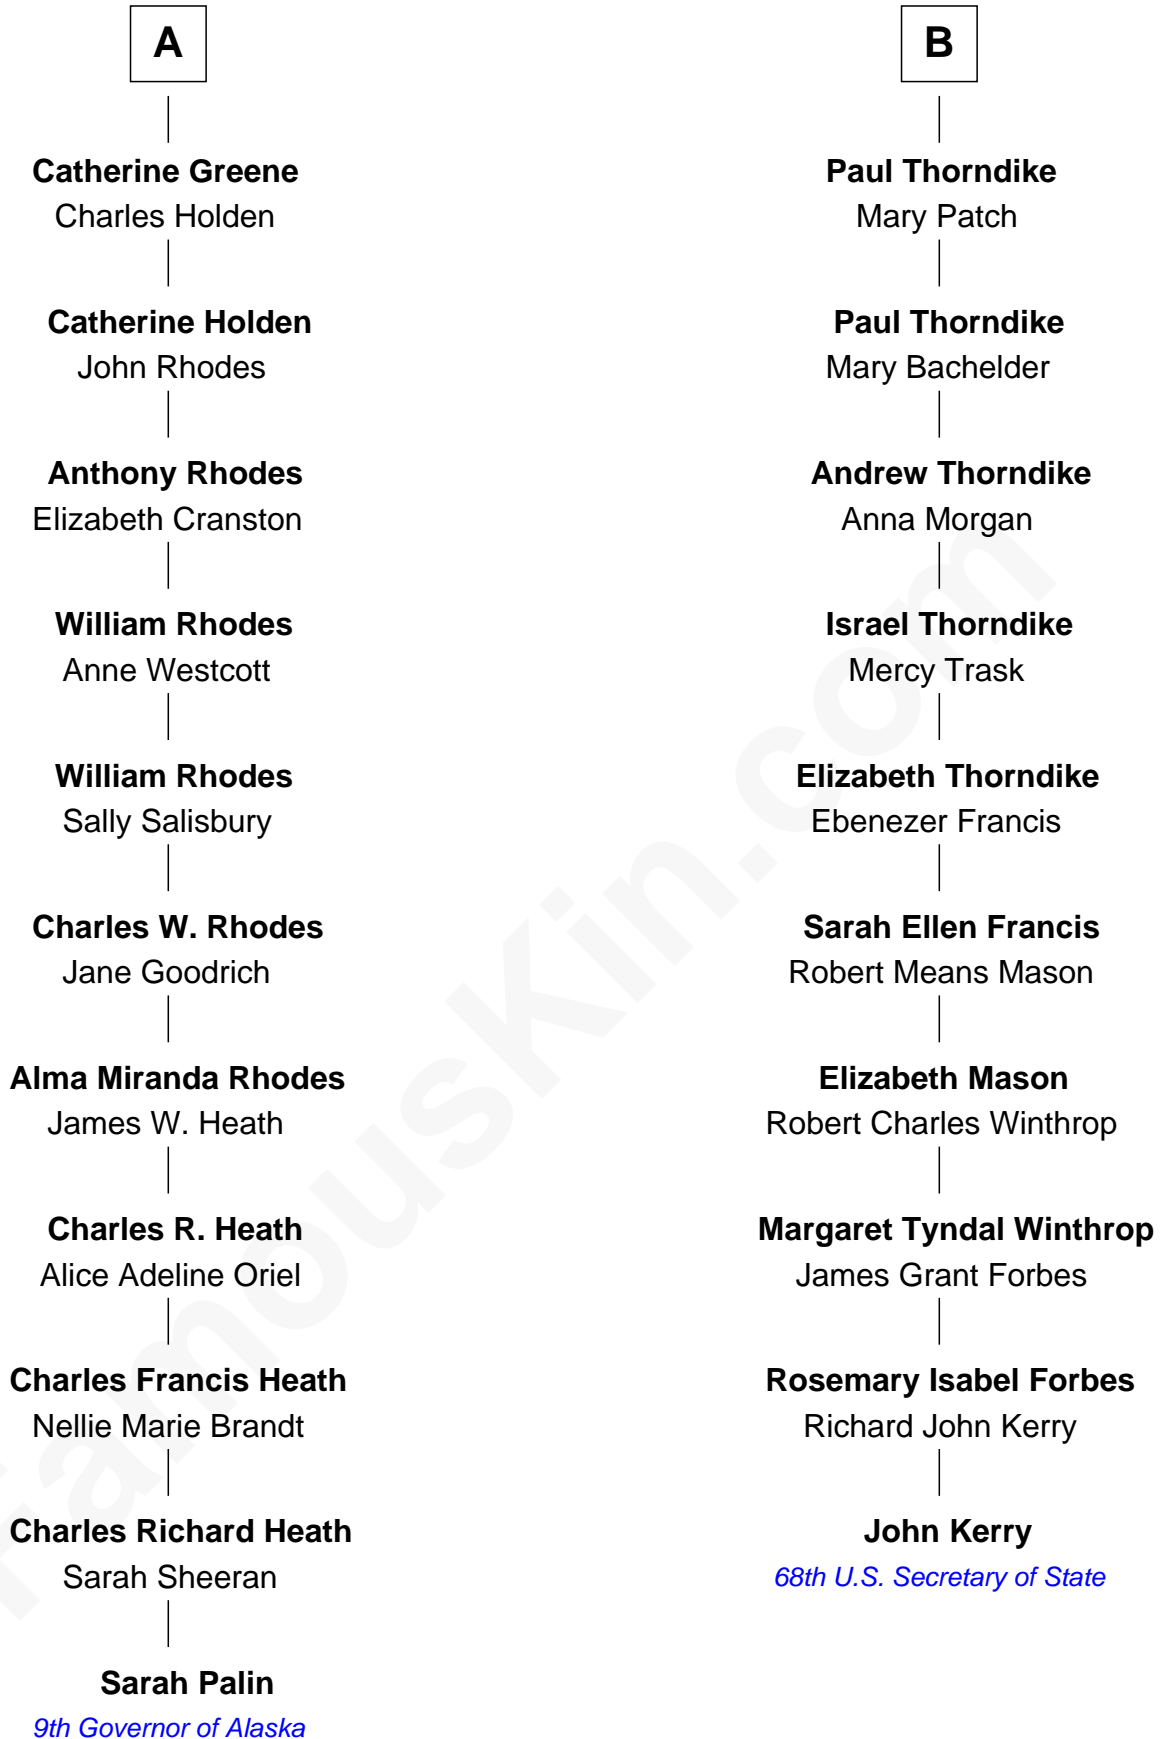 A
Catherine Greene
Charles Holden
Catherine Holden
John Rhodes
Anthony Rhodes
Elizabeth Cranston
William Rhodes
Anne Westcott
William Rhodes
Sally Salisbury
Charles W. Rhodes
Jane Goodrich
Alma Miranda Rhodes
James W. Heath
Charles R. Heath
Alice Adeline Oriel
Charles Francis Heath
Nellie Marie Brandt
Charles Richard Heath
Sarah Sheeran
Sarah Palin
9th Governor of Alaska
B
Paul Thorndike
Mary Patch
Paul Thorndike
Mary Bachelder
Andrew Thorndike
Anna Morgan
Israel Thorndike
Mercy Trask
Elizabeth Thorndike
Ebenezer Francis
Sarah Ellen Francis
Robert Means Mason
Elizabeth Mason
Robert Charles Winthrop
Margaret Tyndal Winthrop
James Grant Forbes
Rosemary Isabel Forbes
Richard John Kerry
John Kerry
68th U.S. Secretary of State
FamousKin.com